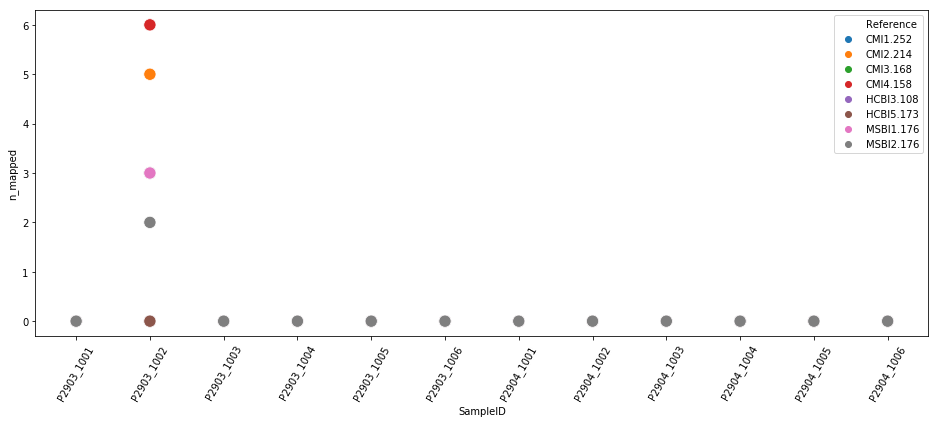 6
5
4
3
2
1
0
n_mapped
Reference
CMI1.252
CMI2.214
CMI3.168
CMI4.158
HCBI3.108
HCBI5.173
MSBI1.176
MSBI2.176
P2903_1001
P2903_1002
P2903_1003
P2903_1004
P2903_1005
P2903_1006
P2904_1001
P2904_1002
P2904_1003
P2904_1004
P2904_1005
P2904_1006
SampleID